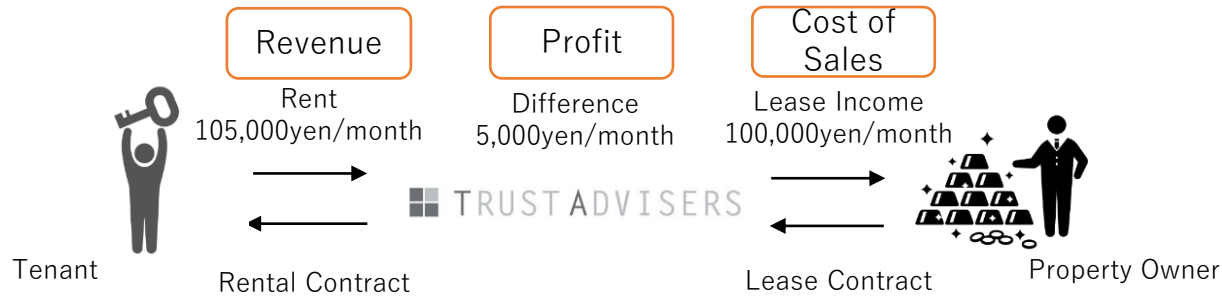 Revenue
Profit
Cost of
Sales
Rent
105,000yen/month
Difference
5,000yen/month
Lease Income
100,000yen/month
TRUST ADVISERS
Tenant
Rental Contract
Lease Contract
Property Owner